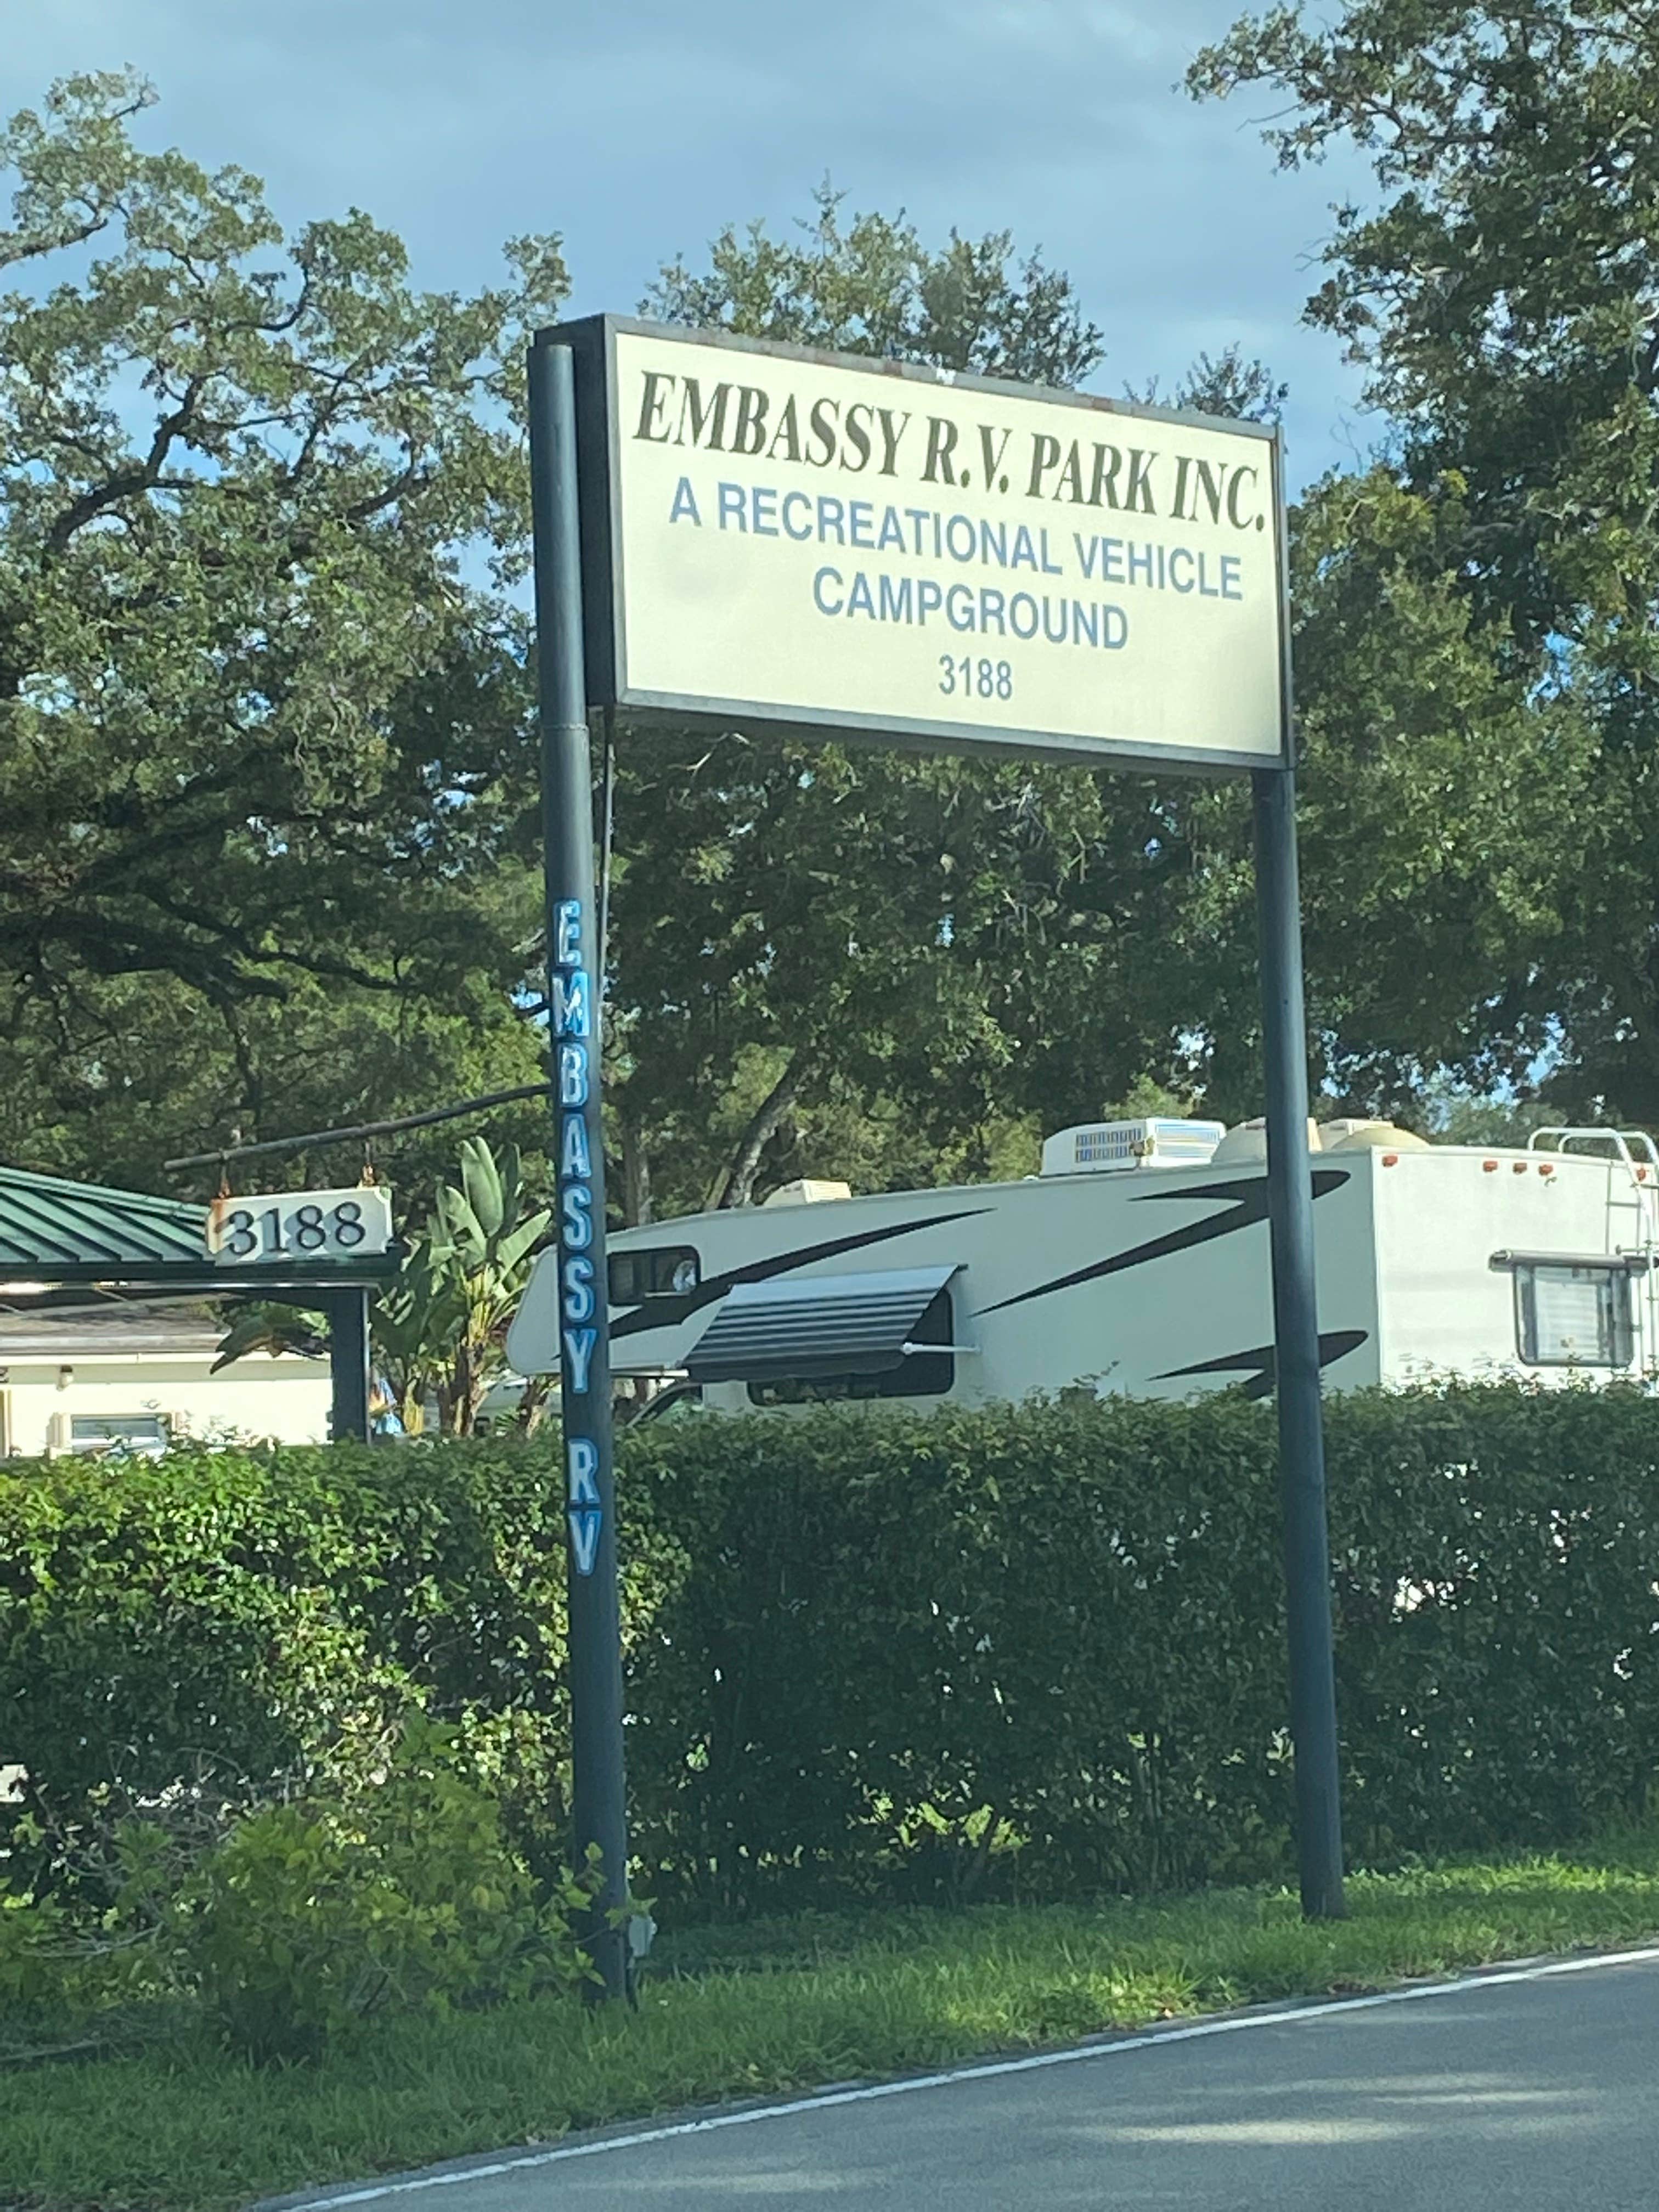 EMBASSY R.V. PARK INC.
A RECREATIONAL VEHICLE
CAMPGROUND
3188
EMBASSY RV
3188